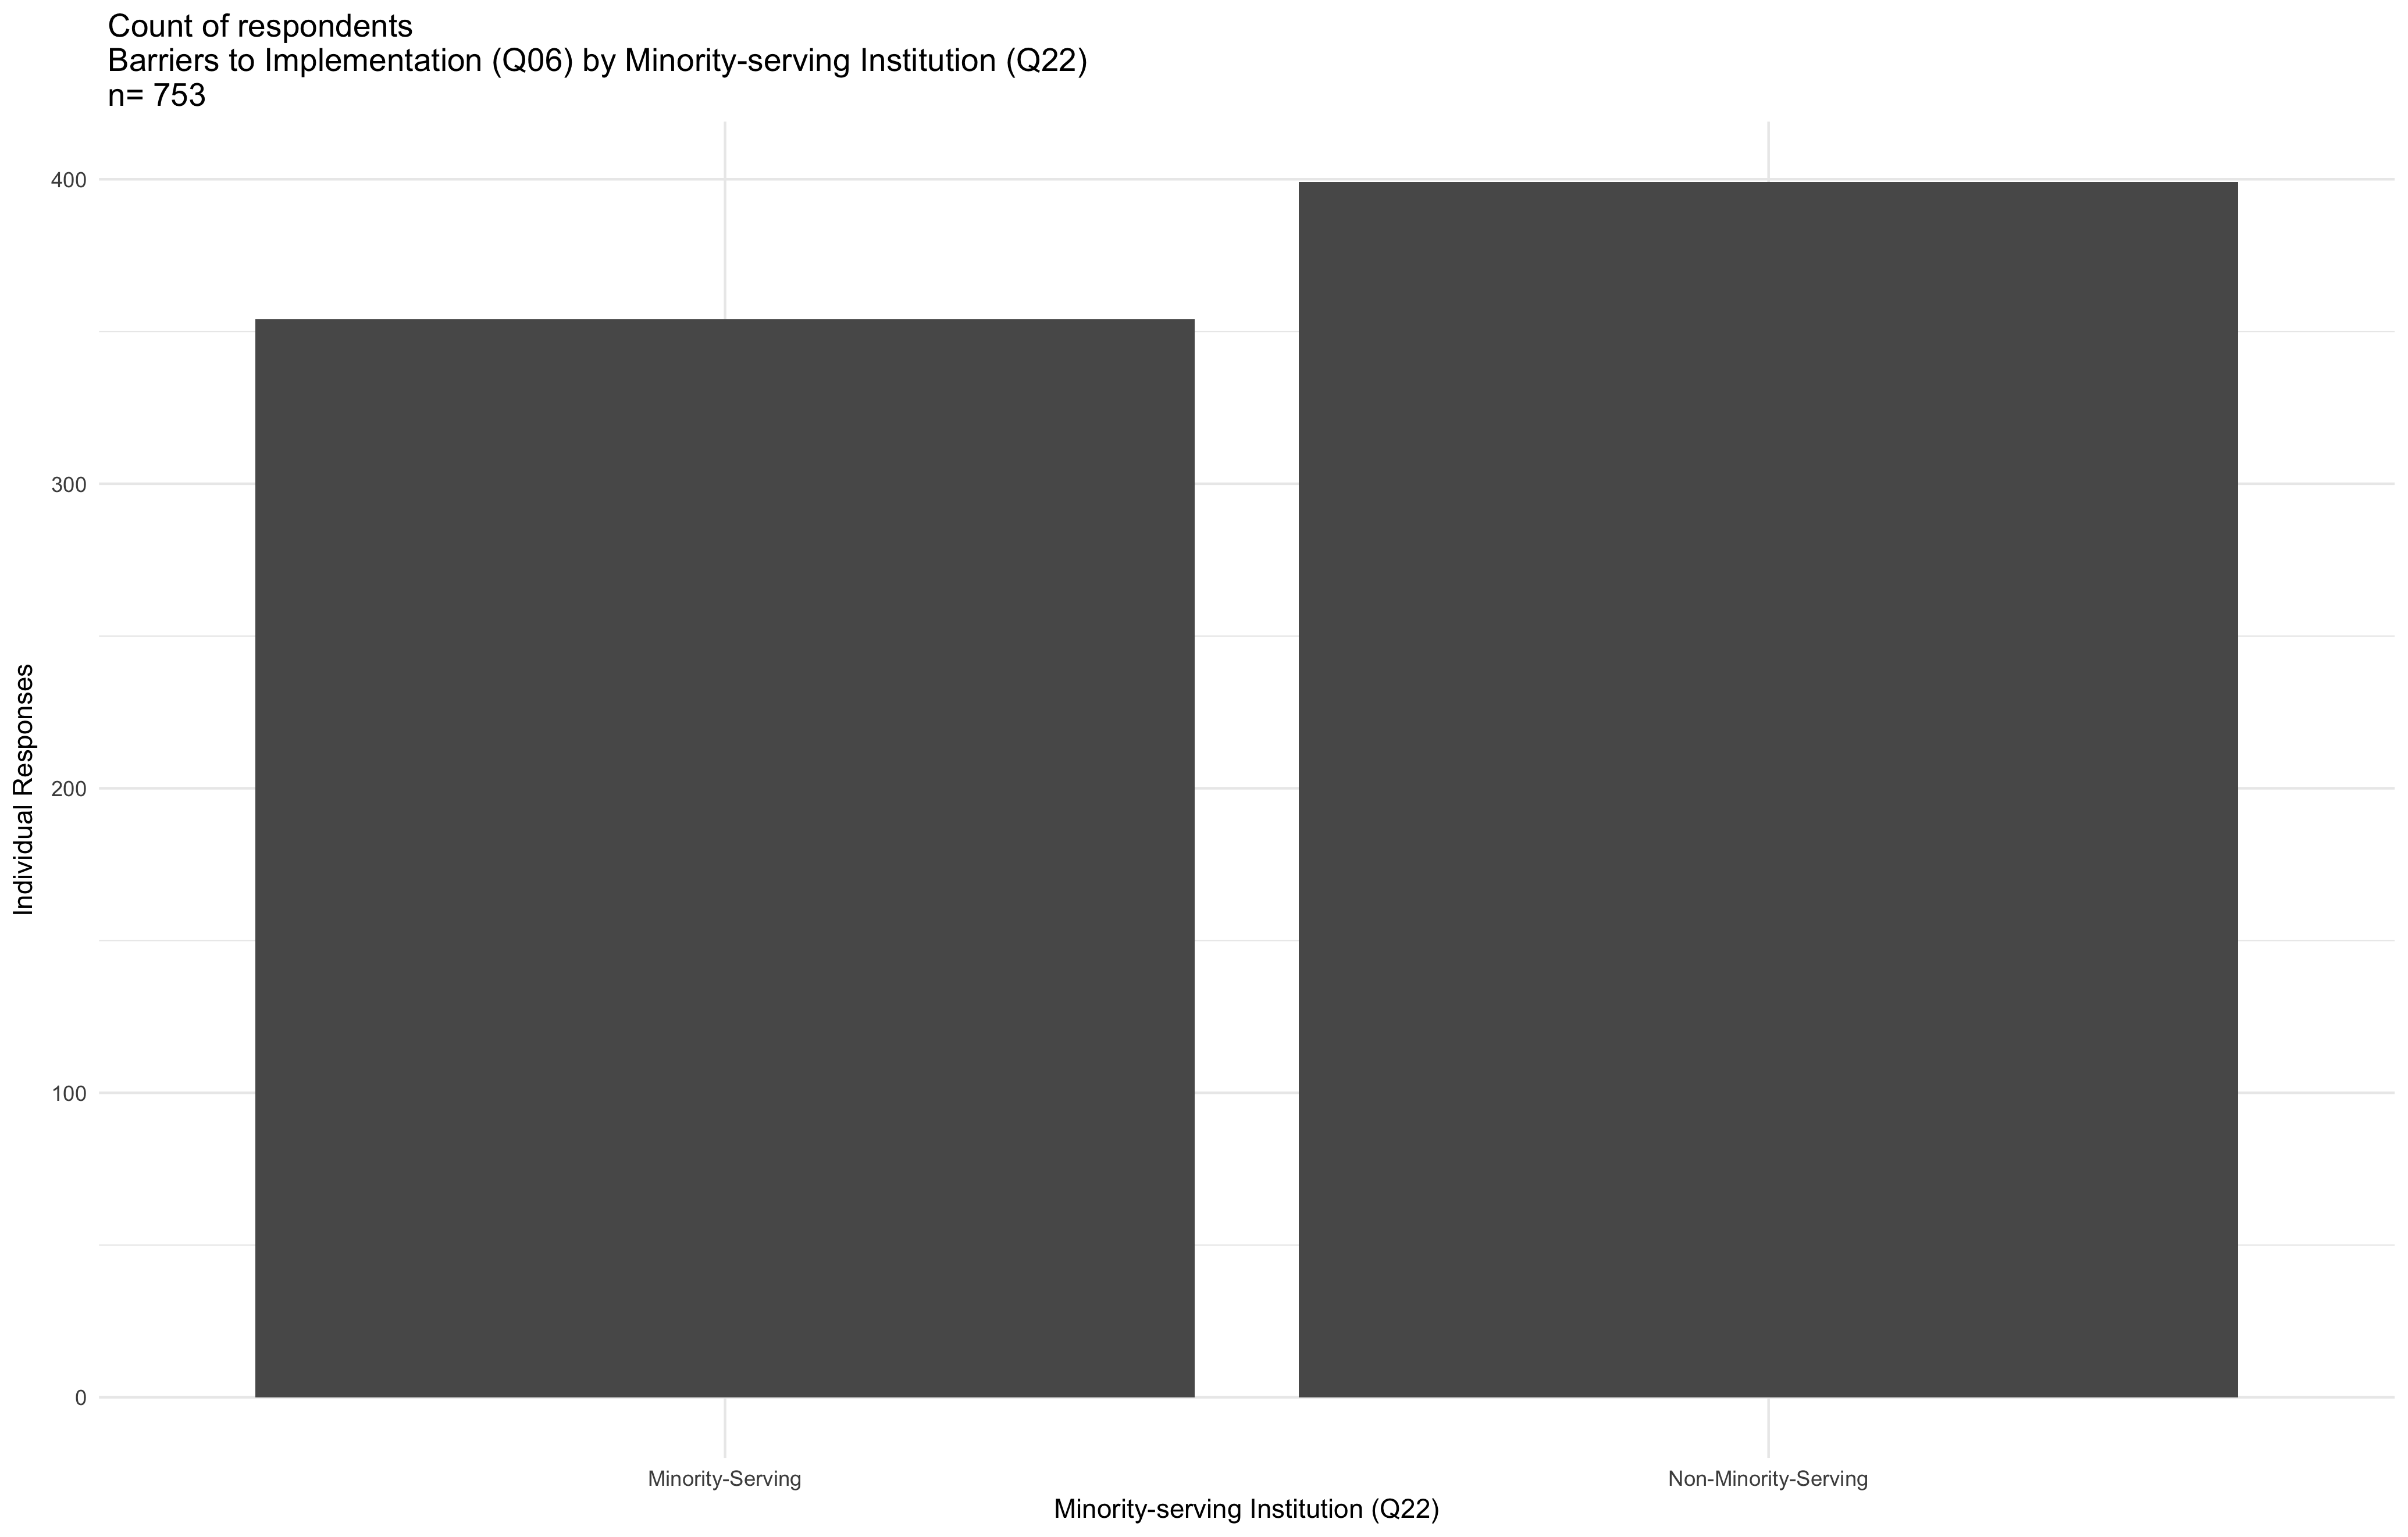 Count of respondents
Barriers to Implementation (Q06) by Minority-serving Institution (Q22)
n= 753
400
300
200
100
0
Individual Responses
Minority-Serving
Non-Minority-Serving
Minority-serving Institution (Q22)